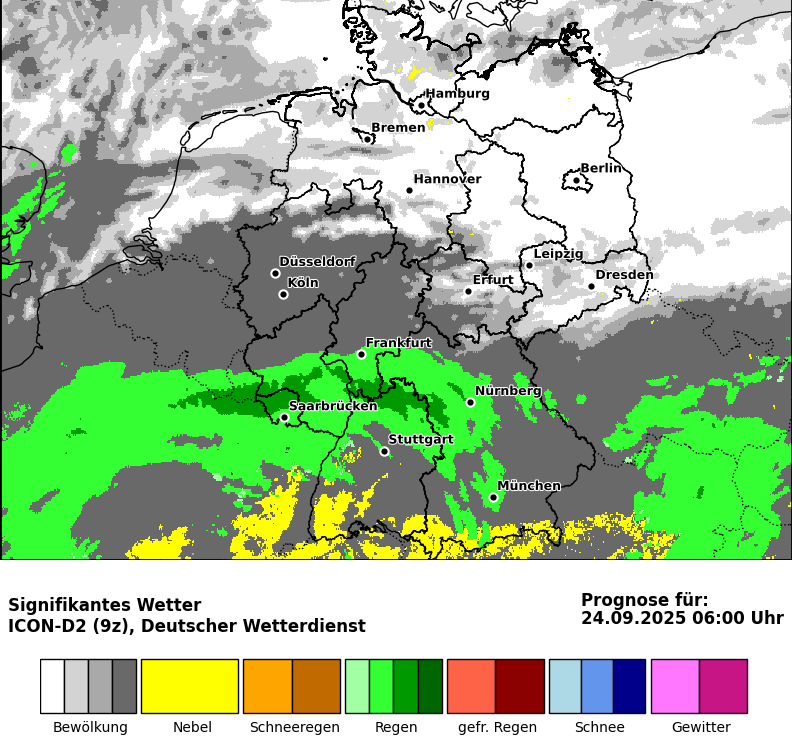 Hamburg
Bremen
Berlin
Hannover
Leipzig
Düsseldorf
Dresden
Erfurt
Köln
Frankfurt
Nürnberg
Saarbrücken
Stuttgart
München
Signifikantes Wetter
ICON-D2 (9z), Deutscher Wetterdienst
Prognose für:
24.09.2025 06:00 Uhr
Bewölkung Nebel Schneeregen Regen gefr. Regen Schnee Gewitter